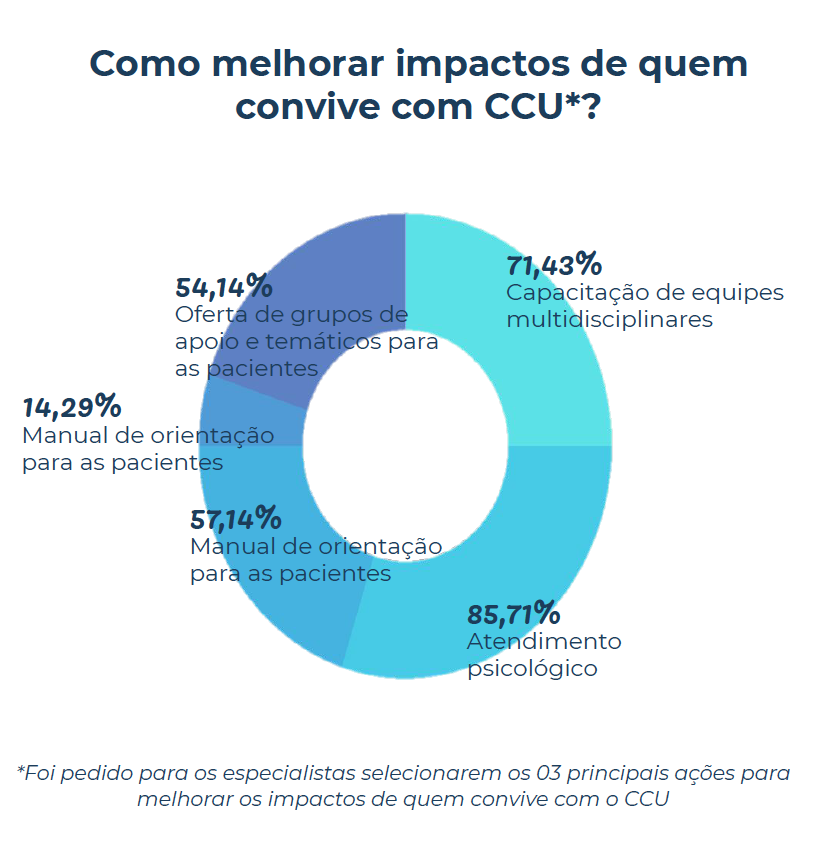 Como melhorar impactos de quem
convive com CCU*?
71,43%
Capacitação de equipes
multidisciplinares
54,14%
Oferta de grupos de
apoio e temáticos para
as pacientes
14,29%
Manual de orientação
para as pacientes
57,14%
Manual de orientação
para as pacientes
85,71%
Atendimento
psicológico
*Foi pedido para os especialistas selecionarem os 03 principais ações para
melhorar os impactos de quem convive com o CCU